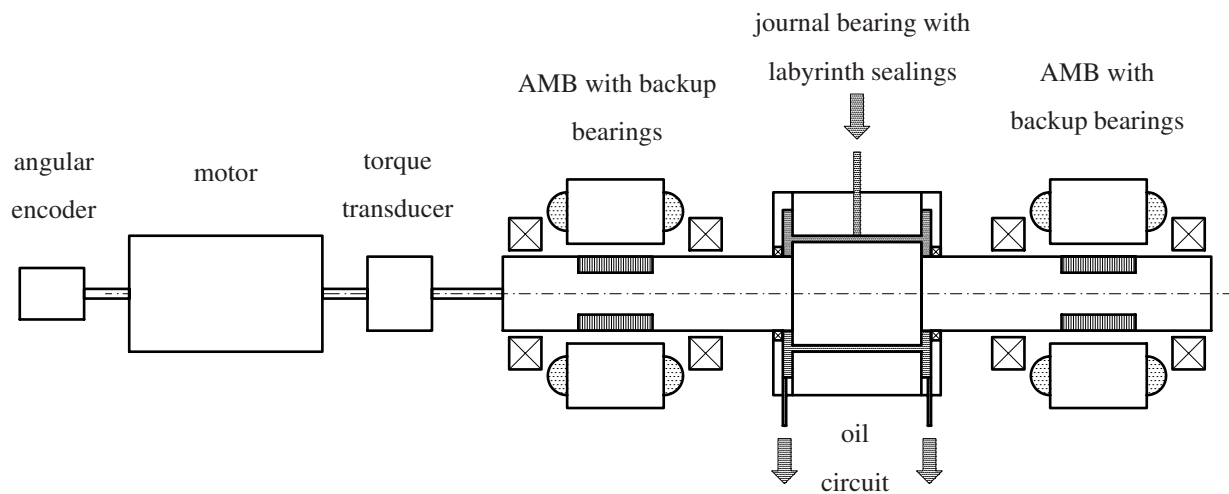 angular
encoder
motor
torque
transducer
AMB with backup
bearings
journal bearing with
labyrinth sealings
AMB with
backup bearings
oil
circuit